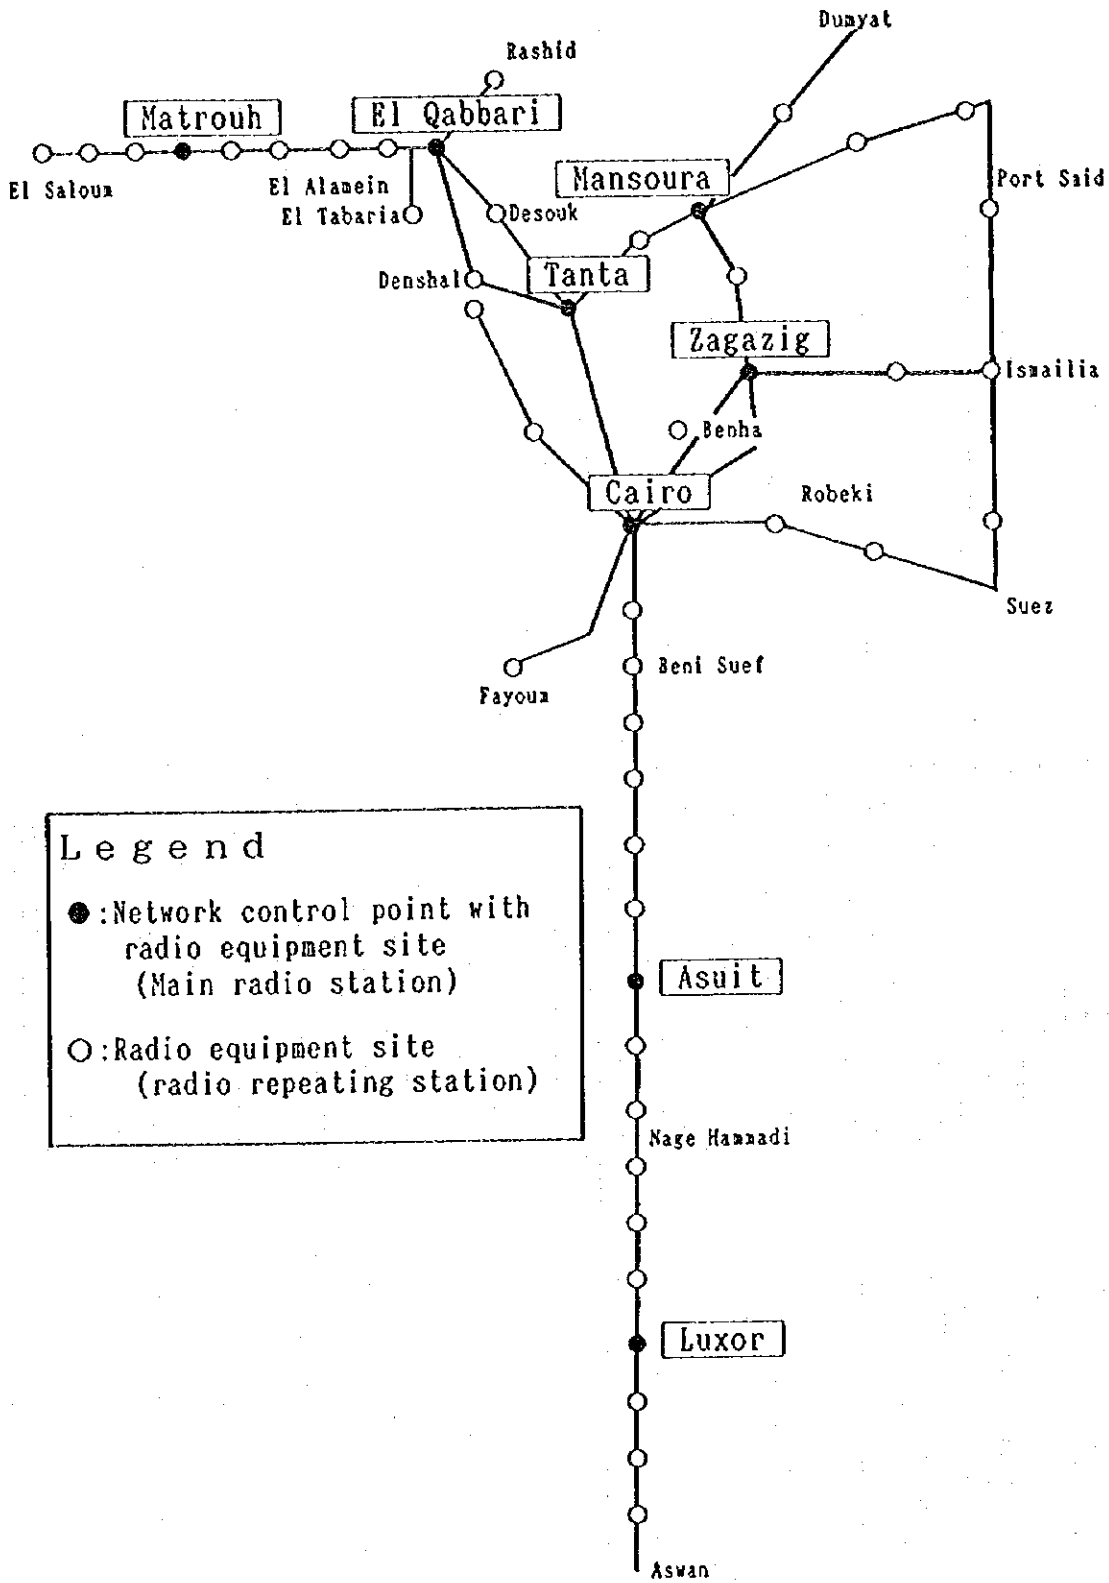 Dumyat
Rashid
El Qabbari
Matrouh
Mansoura
Port Said
El Saloum
El Alamein
El Tabaria
Desouk
Tanta
Denshal
Zagazig
Ismailia
Benha
Cairo
Robeki
Suez
Beni Suef
Fayoum
Legend
● :Network control point with
radio equipment site
(Main radio station)
○ :Radio equipment site
(radio repeating station)
Asuit
Nage Hammadi
Luxor
Aswan